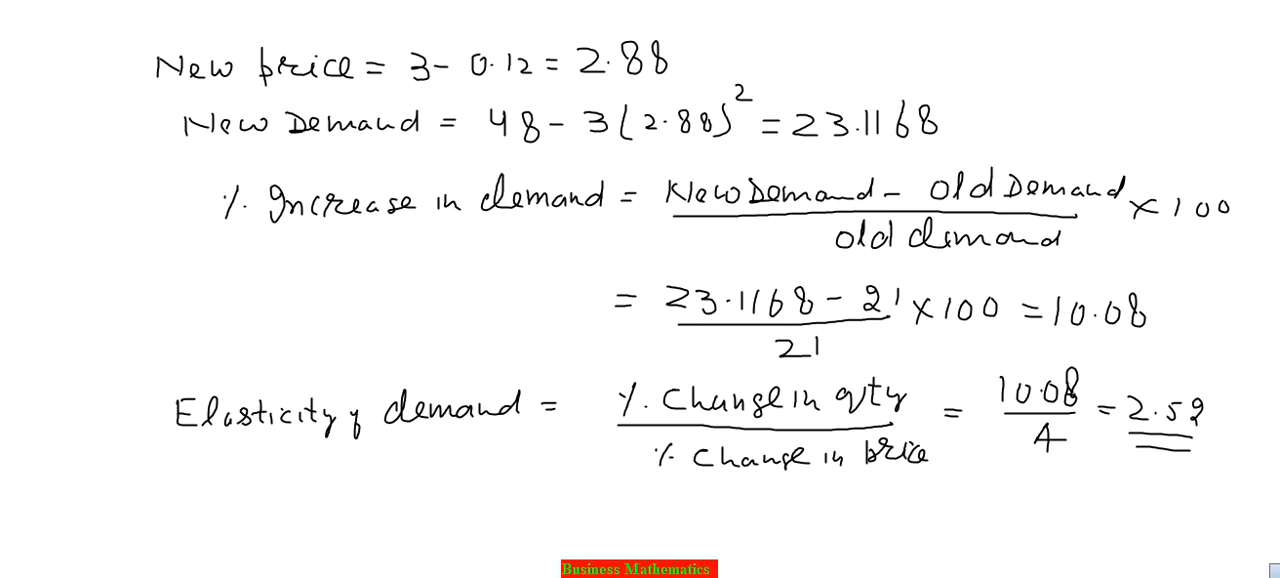 New price = 3 - 0.12 = 2.88
New Demand = 48 - 3(2.88)^2 = 23.1168
% Increase in demand = New Demand - Old Demand / old demand × 100
= 23.1168 - 21 / 21 × 100 = 10.08
Elasticity of demand = % change in qty / % change in price = 10.08 / 4 = 2.52
Business Mathematics